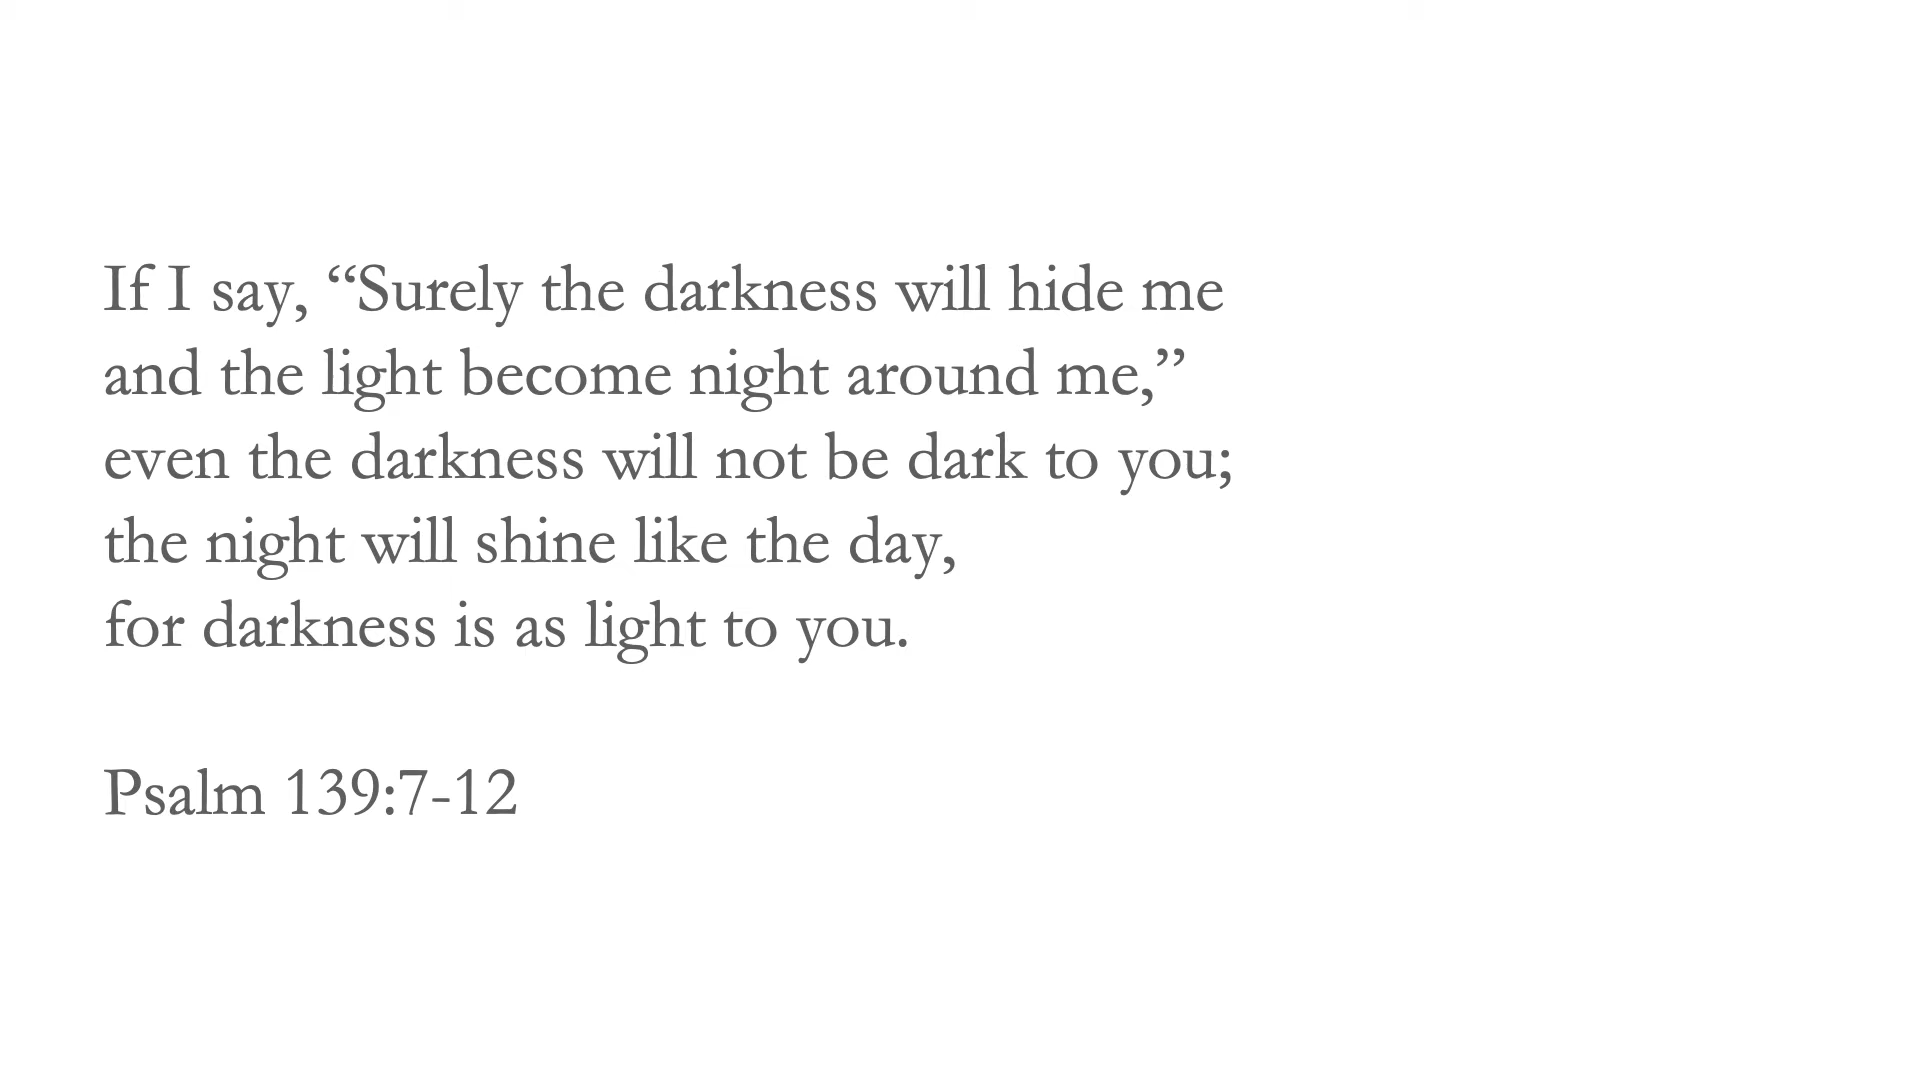 If I say, “Surely the darkness will hide me
and the light become night around me,”
even the darkness will not be dark to you;
the night will shine like the day,
for darkness is as light to you.
Psalm 139:7-12